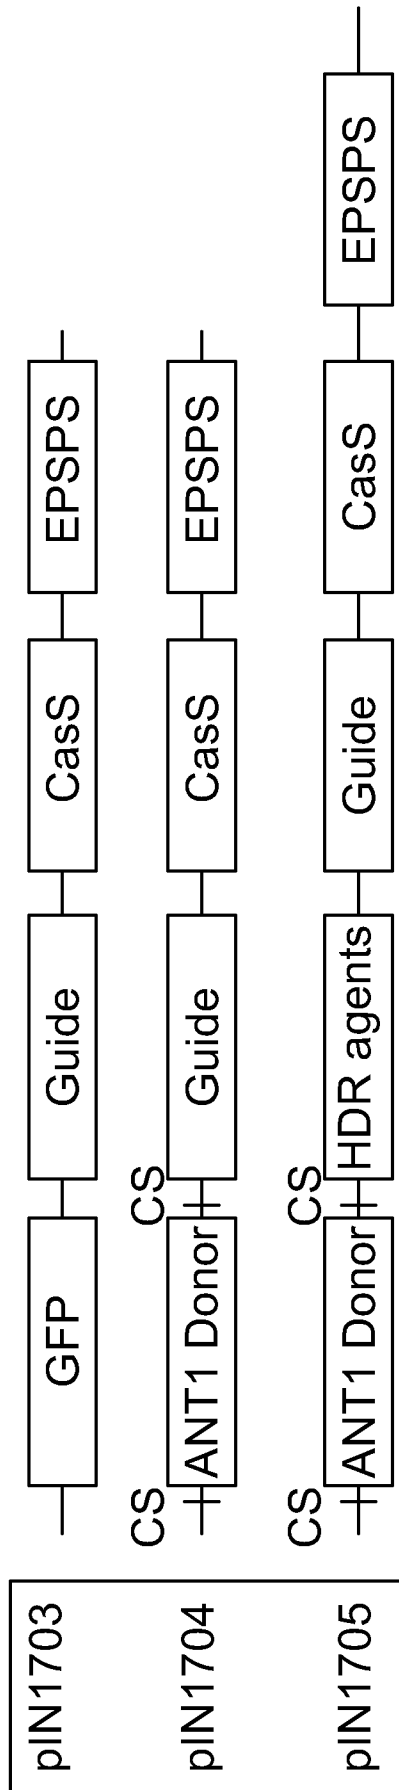 pIN1703 GFP Guide CasS EPSPS
CS CS
pIN1704 ANT1 Donor Guide CasS EPSPS
CS CS
pIN1705 ANT1 Donor HDR agents Guide CasS EPSPS